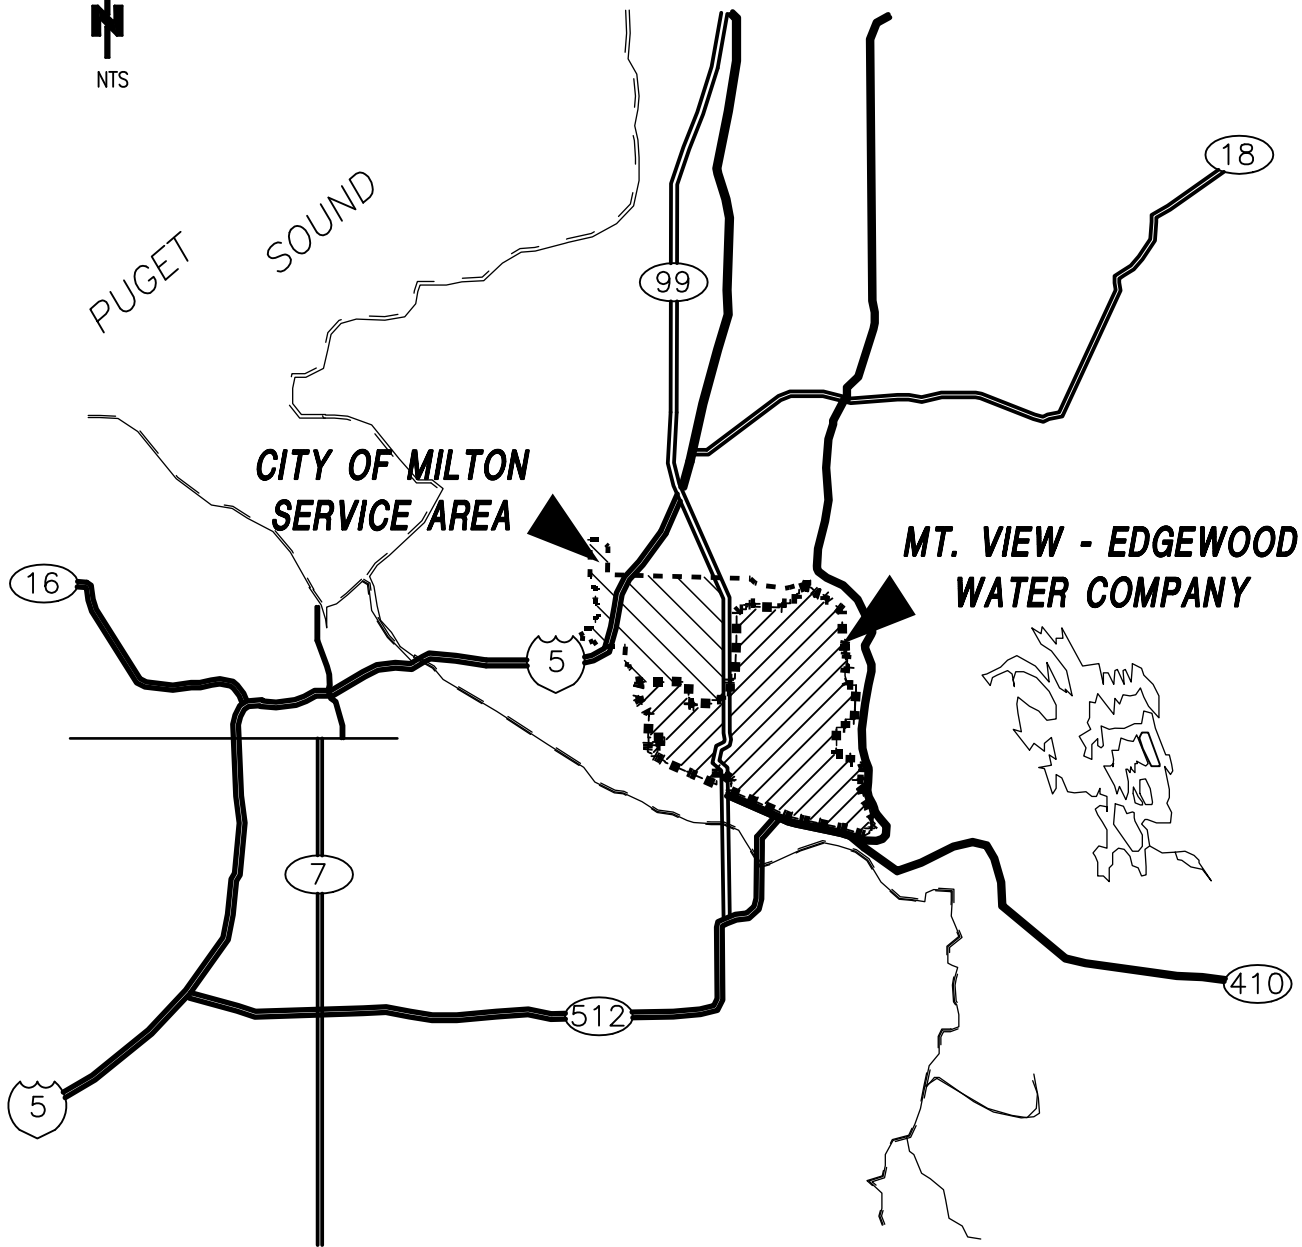 N
NTS
18
PUGET SOUND
99
CITY OF MILTON
SERVICE AREA
MT. VIEW - EDGEWOOD
WATER COMPANY
16
5
7
410
512
5